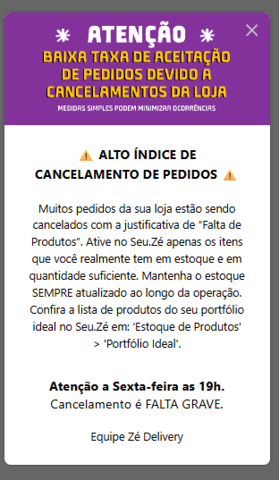 * ATENÇÃO *
BAIXA TAXA DE ACEITAÇÃO
DE PEDIDOS DEVIDO A
CANCELAMENTOS DA LOJA
MEDIDAS SIMPLES PODEM MINIMIZAR OCORRÊNCIAS
⚠️ ALTO ÍNDICE DE
CANCELAMENTO DE PEDIDOS ⚠️
Muitos pedidos da sua loja estão sendo
cancelados com a justificativa de “Falta de
Produtos”. Ative no Seu.Zé apenas os itens
que você realmente tem em estoque e em
quantidade suficiente. Mantenha o estoque
SEMPRE atualizado ao longo da operação.
Confira a lista de produtos do seu portfólio
ideal no Seu.Zé em: 'Estoque de Produtos'
> 'Portfólio Ideal'.
Atenção a Sexta-feira as 19h.
Cancelamento é FALTA GRAVE.
Equipe Zé Delivery